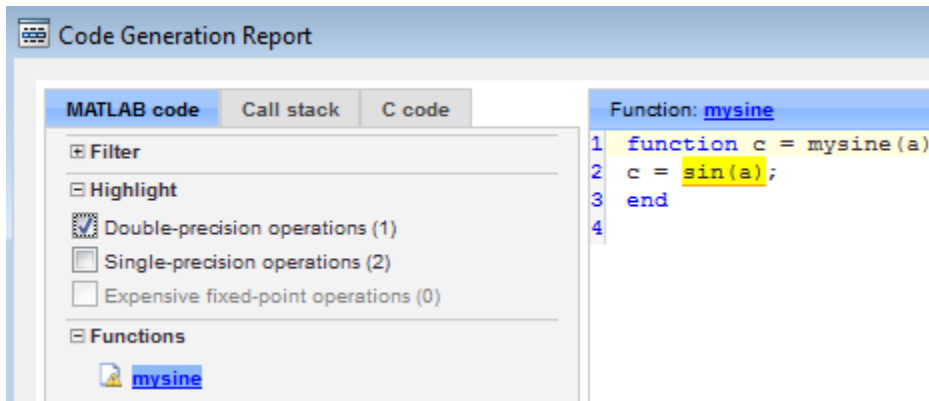 Code Generation Report
MATLAB code Call stack C code
Filter
Highlight
Double-precision operations (1)
Single-precision operations (2)
Expensive fixed-point operations (0)
Functions
mysine
Function: mysine
1 function c = mysine(a)
2 c = sin(a);
3 end
4